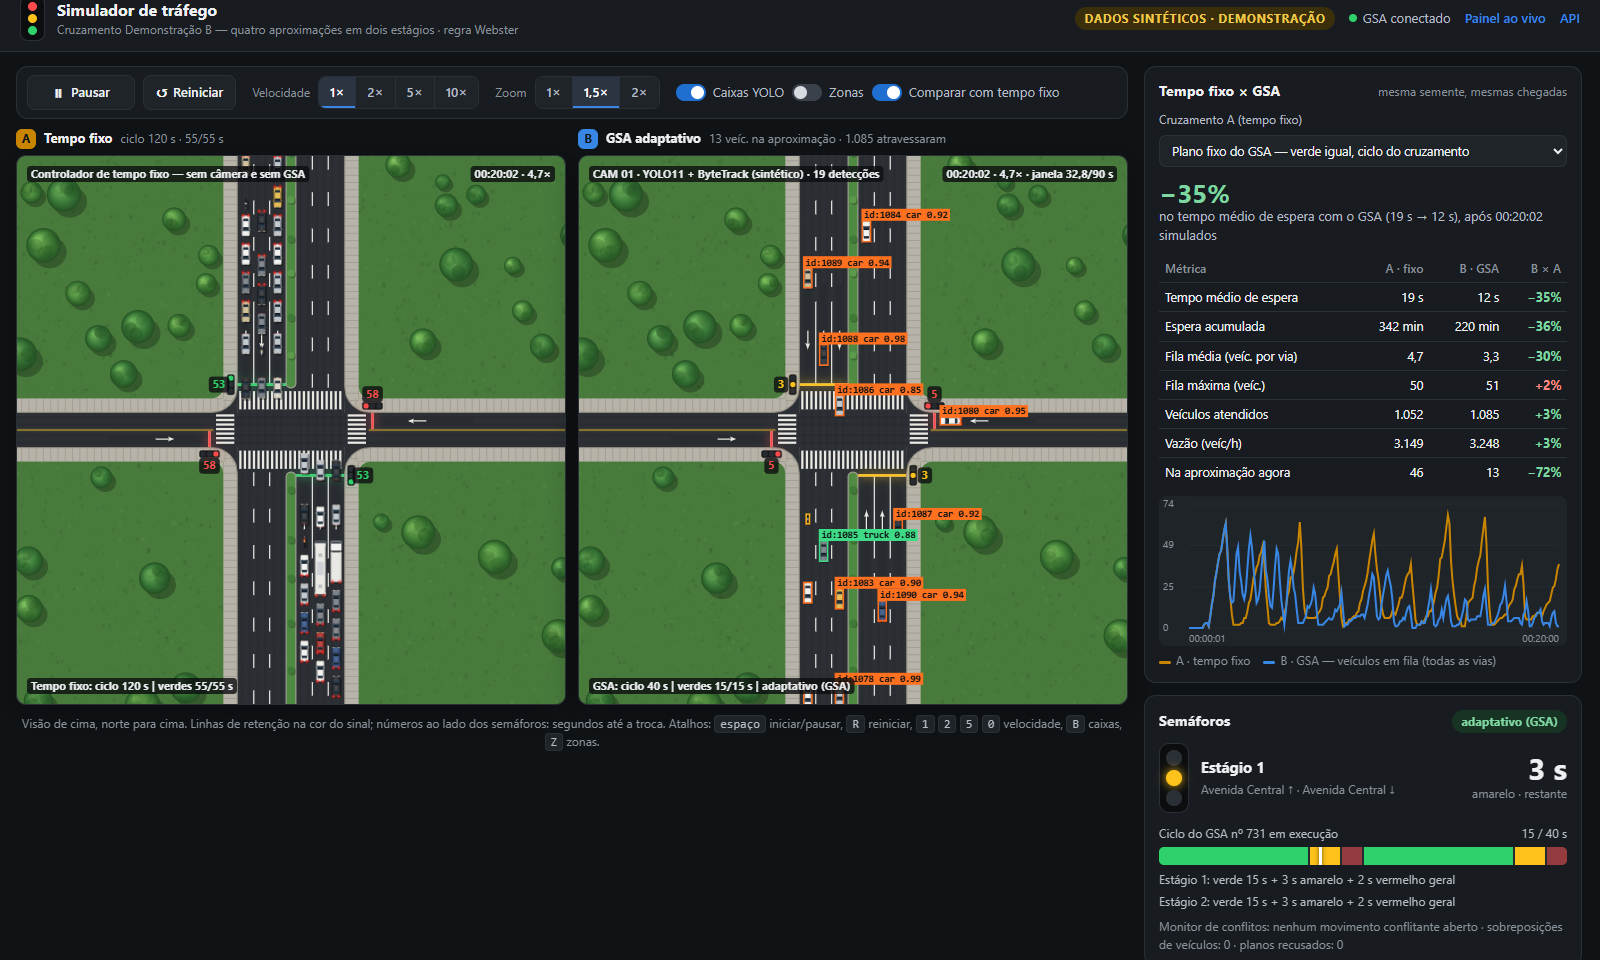 Simulador de tráfego
Cruzamento Demonstração B — quatro aproximações em dois estágios · regra Webster
DADOS SINTÉTICOS · DEMONSTRAÇÃO
GSA conectado
Painel ao vivo
API
Pausar
Reiniciar
Velocidade
1×
2×
5×
10×
Zoom
1×
1,5×
2×
Caixas YOLO
Zonas
Comparar com tempo fixo
A
Tempo fixo
ciclo 120 s · 55/55 s
B
GSA adaptativo
13 veíc. na aproximação · 1.085 atravessaram
Controlador de tempo fixo — sem câmera e sem GSA
00:20:02 · 4,7×
53
58
58
53
Tempo fixo: ciclo 120 s | verdes 55/55 s
CAM 01 · YOLO11 + ByteTrack (sintético) · 19 detecções
00:20:02 · 4,7× · janela 32,8/90 s
id:1084 car 0.92
id:1089 car 0.94
id:1088 car 0.98
3
id:1086 car 0.85
5
id:1080 car 0.95
5
3
id:1087 car 0.92
id:1085 truck 0.88
id:1083 car 0.90
id:1090 car 0.94
1078 car 0.99
GSA: ciclo 40 s | verdes 15/15 s | adaptativo (GSA)
Visão de cima, norte para cima. Linhas de retenção na cor do sinal; números ao lado dos semáforos: segundos até a troca. Atalhos: espaço iniciar/pausar, R reiniciar, 1 2 5 0 velocidade, B caixas,
Z zonas.
Tempo fixo × GSA
mesma semente, mesmas chegadas
Cruzamento A (tempo fixo)
Plano fixo do GSA — verde igual, ciclo do cruzamento
−35%
no tempo médio de espera com o GSA (19 s → 12 s), após 00:20:02
simulados
Métrica A · fixo B · GSA B × A
Tempo médio de espera 19 s 12 s −35%
Espera acumulada 342 min 220 min −36%
Fila média (veíc. por via) 4,7 3,3 −30%
Fila máxima (veíc.) 50 51 +2%
Veículos atendidos 1.052 1.085 +3%
Vazão (veíc/h) 3.149 3.248 +3%
Na aproximação agora 46 13 −72%
74
49
25
0
00:00:01
00:20:00
A · tempo fixo
B · GSA — veículos em fila (todas as vias)
Semáforos
adaptativo (GSA)
Estágio 1
Avenida Central ↑ · Avenida Central ↓
3 s
amarelo · restante
Ciclo do GSA nº 731 em execução
15 / 40 s
Estágio 1: verde 15 s + 3 s amarelo + 2 s vermelho geral
Estágio 2: verde 15 s + 3 s amarelo + 2 s vermelho geral
Monitor de conflitos: nenhum movimento conflitante aberto · sobreposições
de veículos: 0 · planos recusados: 0